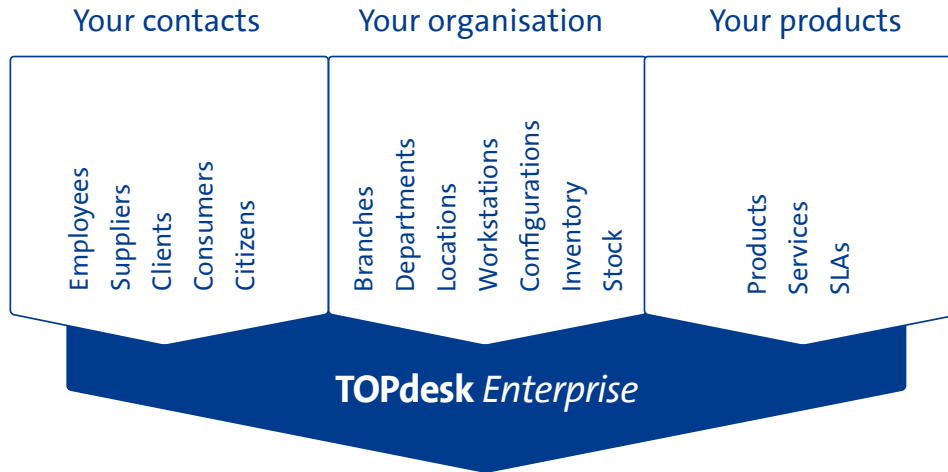 Your contacts
Your organisation
Your products
Employees
Suppliers
Clients
Consumers
Citizens
Branches
Departments
Locations
Workstations
Configurations
Inventory
Stock
Products
Services
SLAs
TOPdesk Enterprise